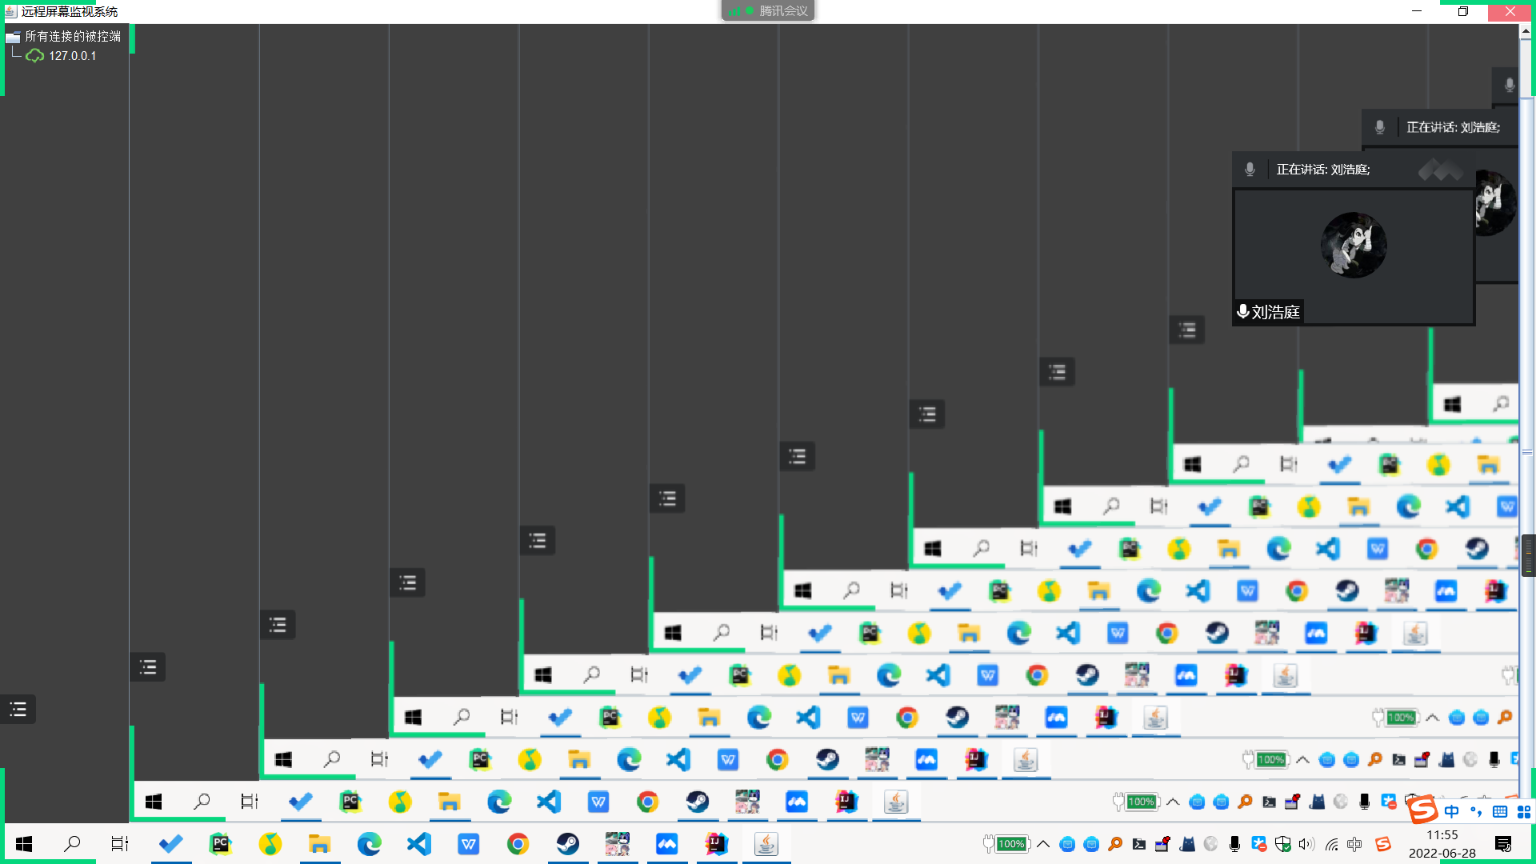 远程屏幕监视系统
腾讯会议
所有连接的被控端
127.0.0.1
正在讲话: 刘浩庭;
正在讲话: 刘浩庭;
刘浩庭
100%
100%
100%
中
100%
中
11:55
2022-06-28